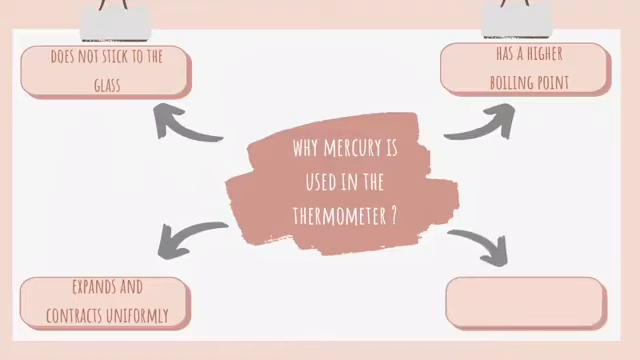 DOES NOT STICK TO THE
GLASS
HAS A HIGHER
BOILING POINT
WHY MERCURY IS
USED IN THE
THERMOMETER ?
EXPANDS AND
CONTRACTS UNIFORMLY